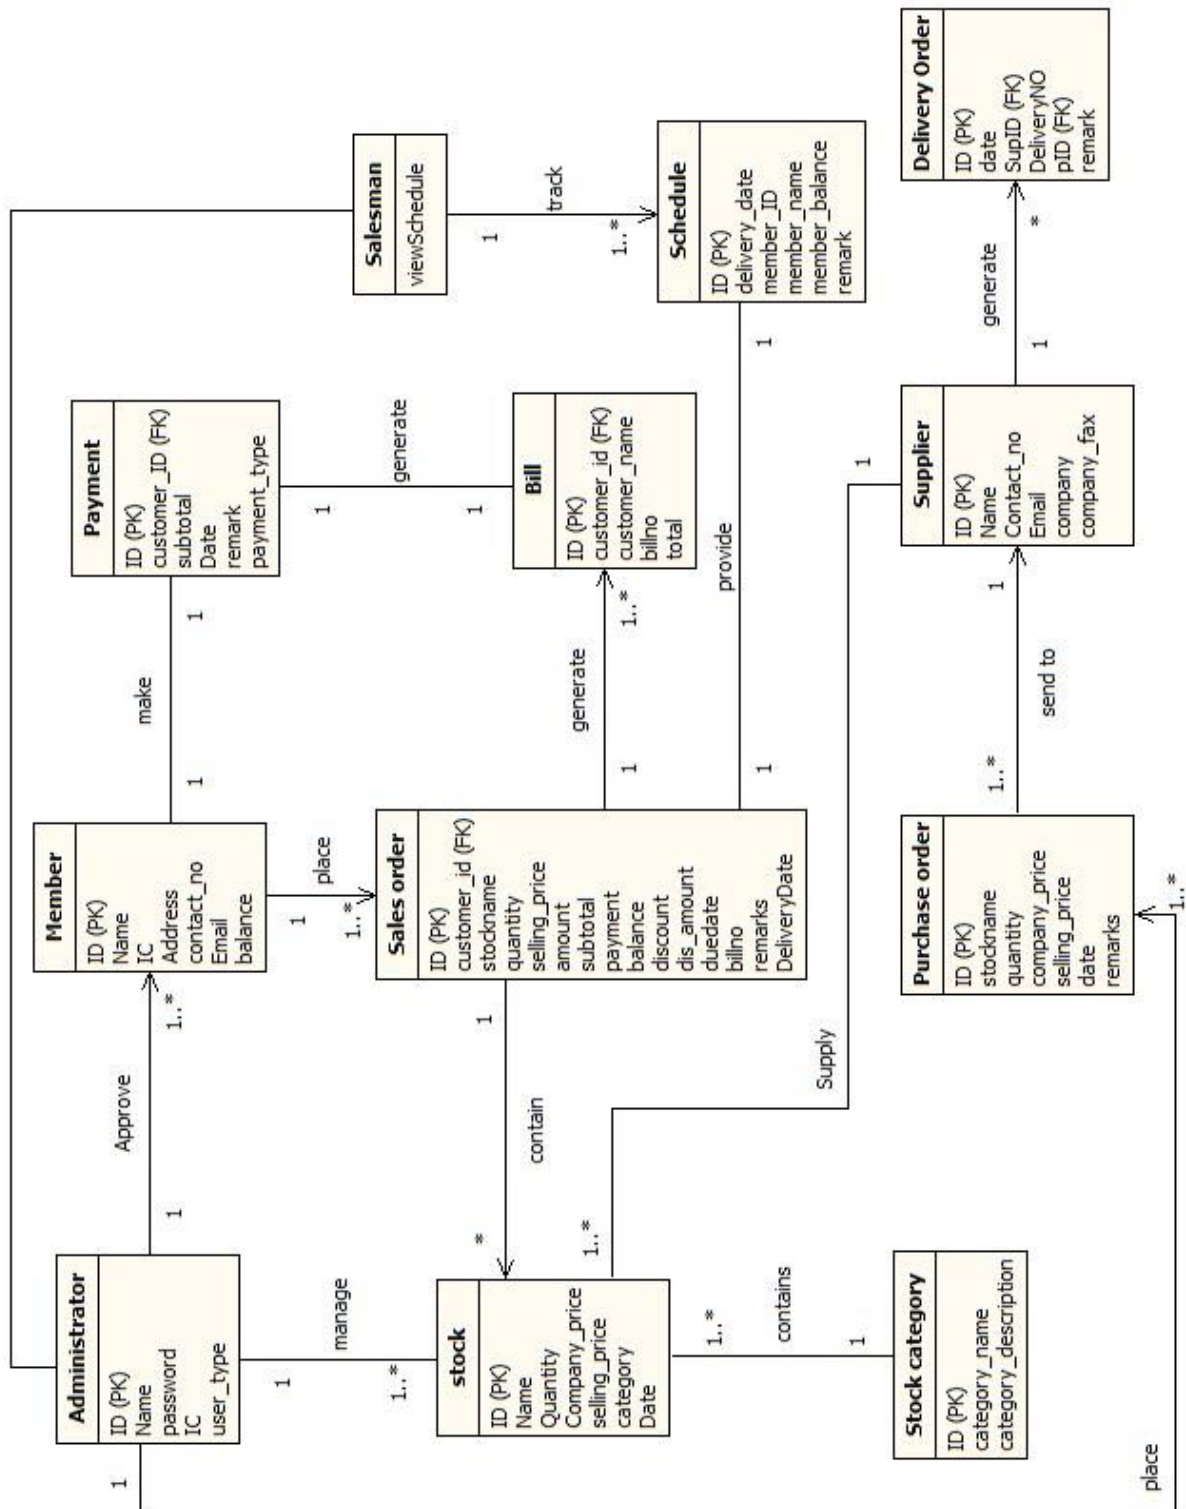 Administrator
ID (PK)
Name
password
IC
user_type
1
Approve
1..*
Member
ID (PK)
Name
IC
Address
contact_no
Email
balance
1
make
1
Payment
ID (PK)
customer_ID (FK)
subtotal
Date
remark
payment_type
1
manage
1..*
1
place
1..*
1
generate
1
Salesman
viewSchedule
stock
ID (PK)
Name
Quantity
Company_price
selling_price
category
Date
*
contain
1
Sales order
ID (PK)
customer_id (FK)
stockname
quantity
selling_price
amount
subtotal
payment
balance
discount
dis_amount
duedate
billno
remarks
DeliveryDate
1
generate
1..*
Bill
ID (PK)
customer_id (FK)
customer_name
billno
total
1
track
1..*
1
provide
1
Schedule
ID (PK)
delivery_date
member_ID
member_name
member_balance
remark
1..*
Supply
1
1..*
contains
1
Stock category
ID (PK)
category_name
category_description
Purchase order
ID (PK)
stockname
quantity
company_price
selling_price
date
remarks
1..*
send to
1
Supplier
ID (PK)
Name
Contact_no
Email
company
company_fax
1
generate
*
Delivery Order
ID (PK)
date
SupID (FK)
DeliveryNO
pID (FK)
remark
1
place
1..*